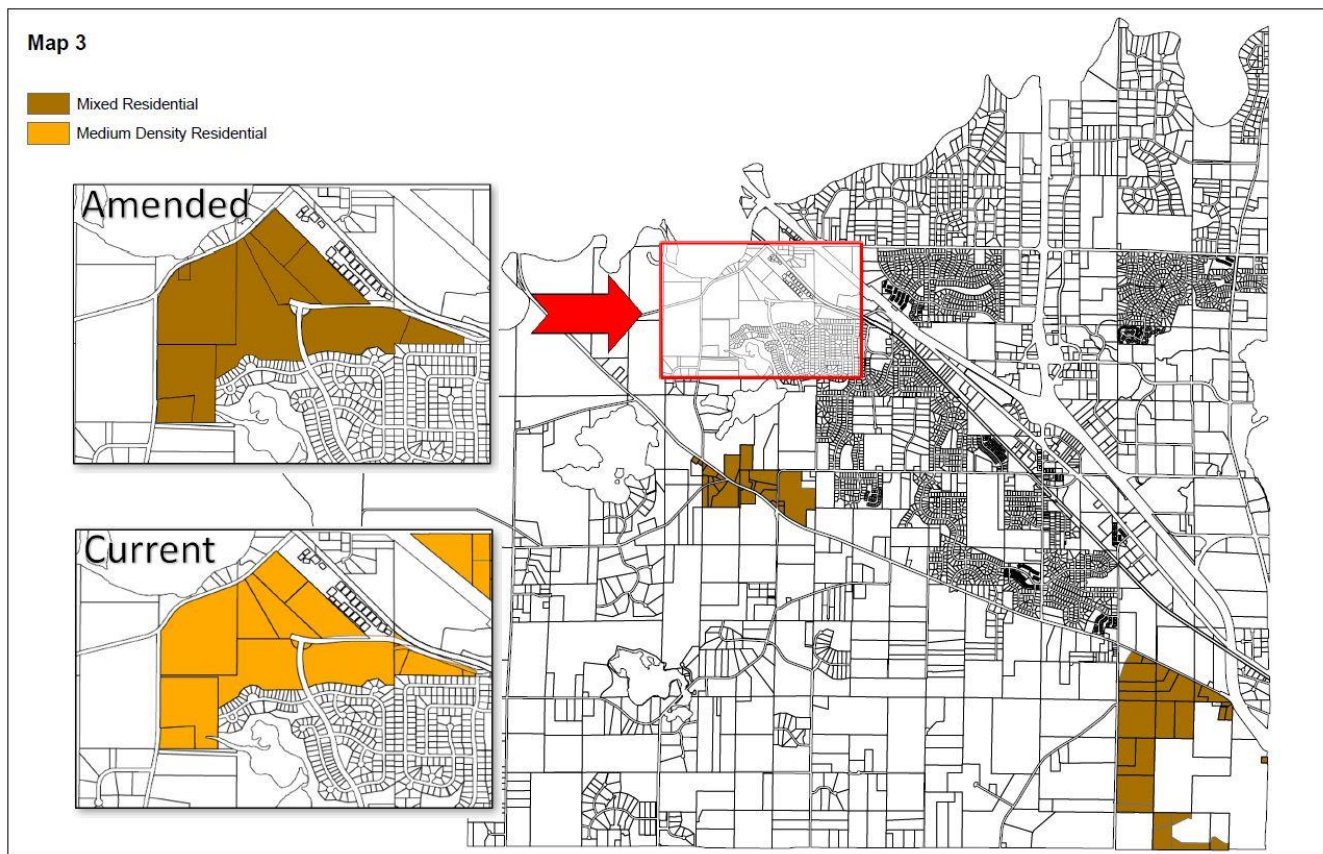 Map 3
Mixed Residential
Medium Density Residential
Amended
Current